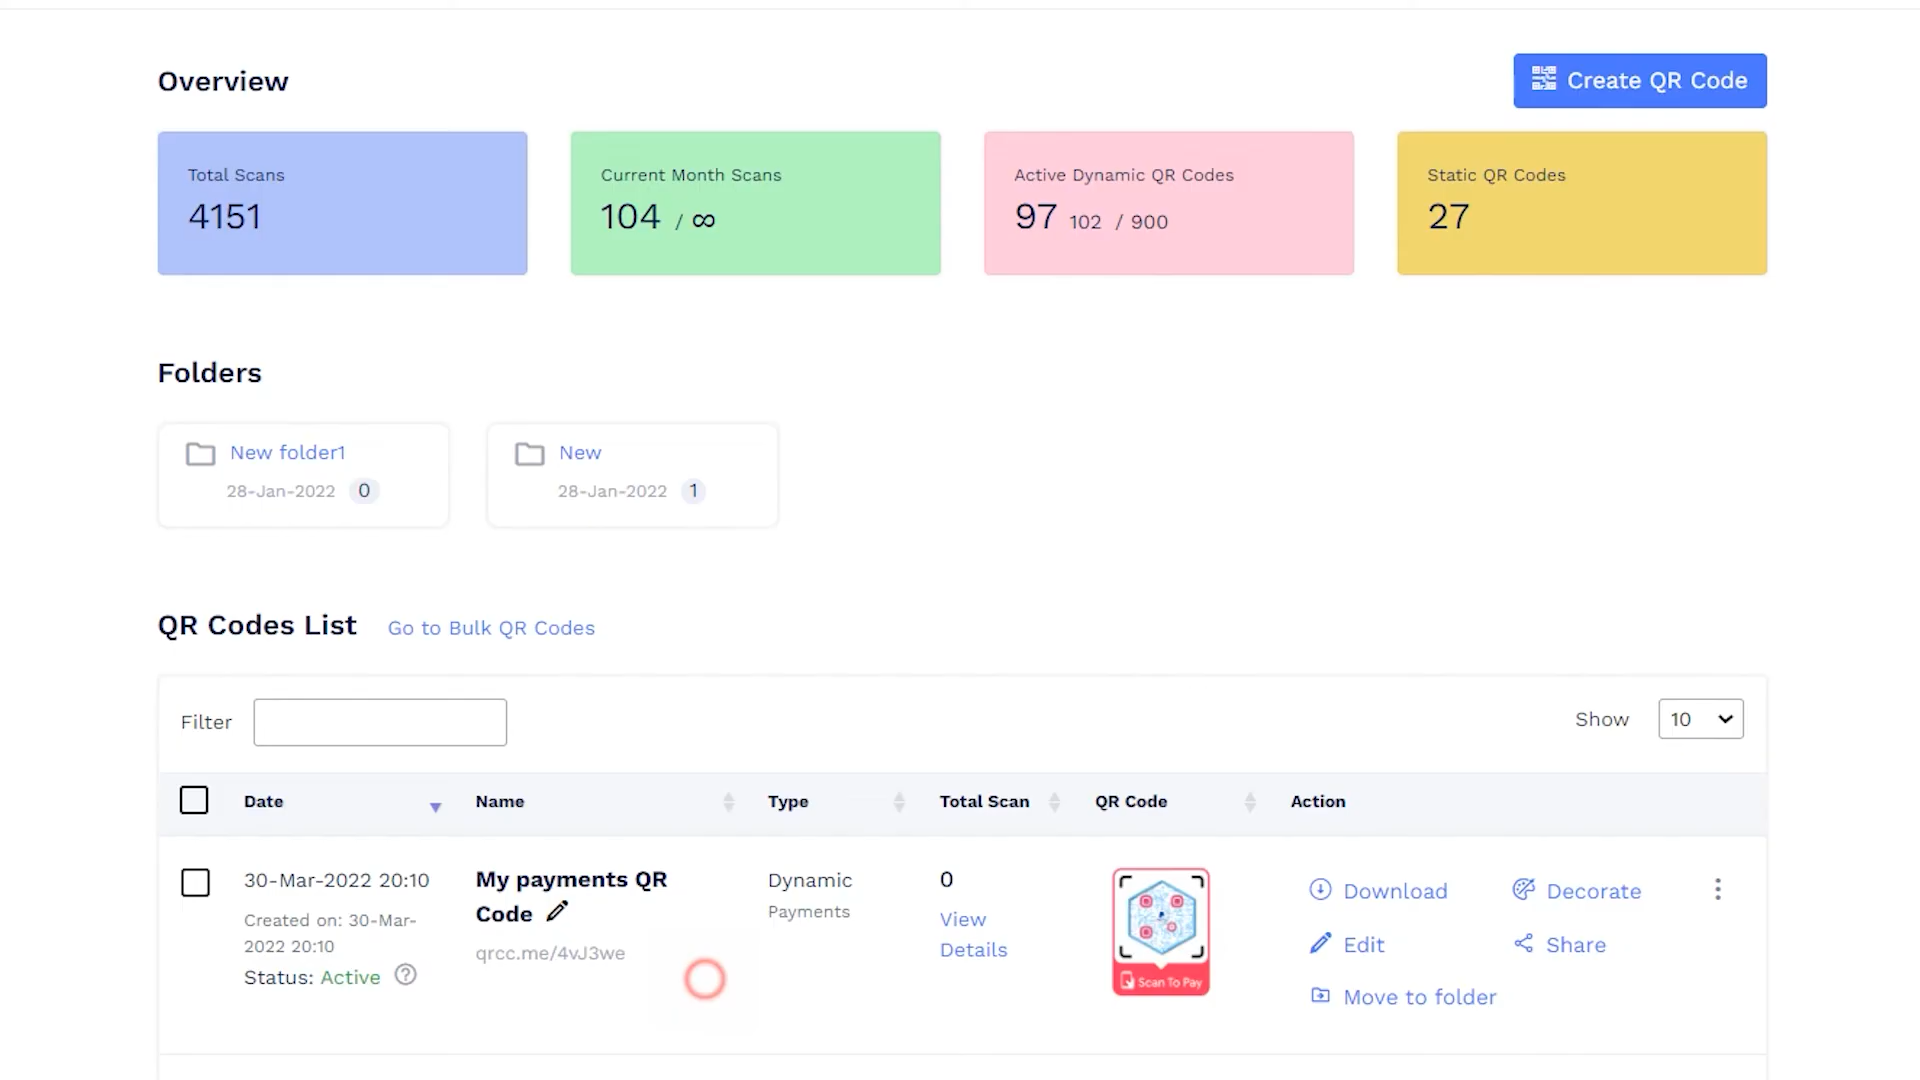 Overview
Create QR Code
Total Scans
4151
Current Month Scans
104 / ∞
Active Dynamic QR Codes
97 102 / 900
Static QR Codes
27
Folders
New folder1
28-Jan-2022 0
New
28-Jan-2022 1
QR Codes List Go to Bulk QR Codes
Filter
Show 10
Date Name Type Total Scan QR Code Action
30-Mar-2022 20:10
Created on: 30-Mar-
2022 20:10
Status: Active
My payments QR
Code
qrcc.me/4vJ3we
Dynamic
Payments
0
View
Details
Scan To Pay
Download
Decorate
Edit
Share
Move to folder